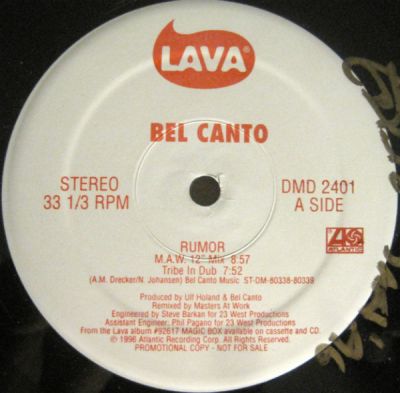 LAVA®
BEL CANTO
STEREO
33 1/3 RPM
DMD 2401
A SIDE
RUMOR
M.A.W. 12" Mix 8:57
Tribe In Dub 7:52
(A.M. Drecker/N. Johansen) Bel Canto Music ST-DM-80338-80339
ATLANTIC
Produced by Ulf Holand & Bel Canto
Remixed by Masters At Work
Engineered by Steve Barkan for 23 West Productions
Assistant Engineer: Phil Pagano for 23 West Productions
From the Lava album #92617 MAGIC BOX available on cassette and CD.
℗ 1996 Atlantic Recording Corp. All Rights Reserved.
PROMOTIONAL COPY - NOT FOR SALE